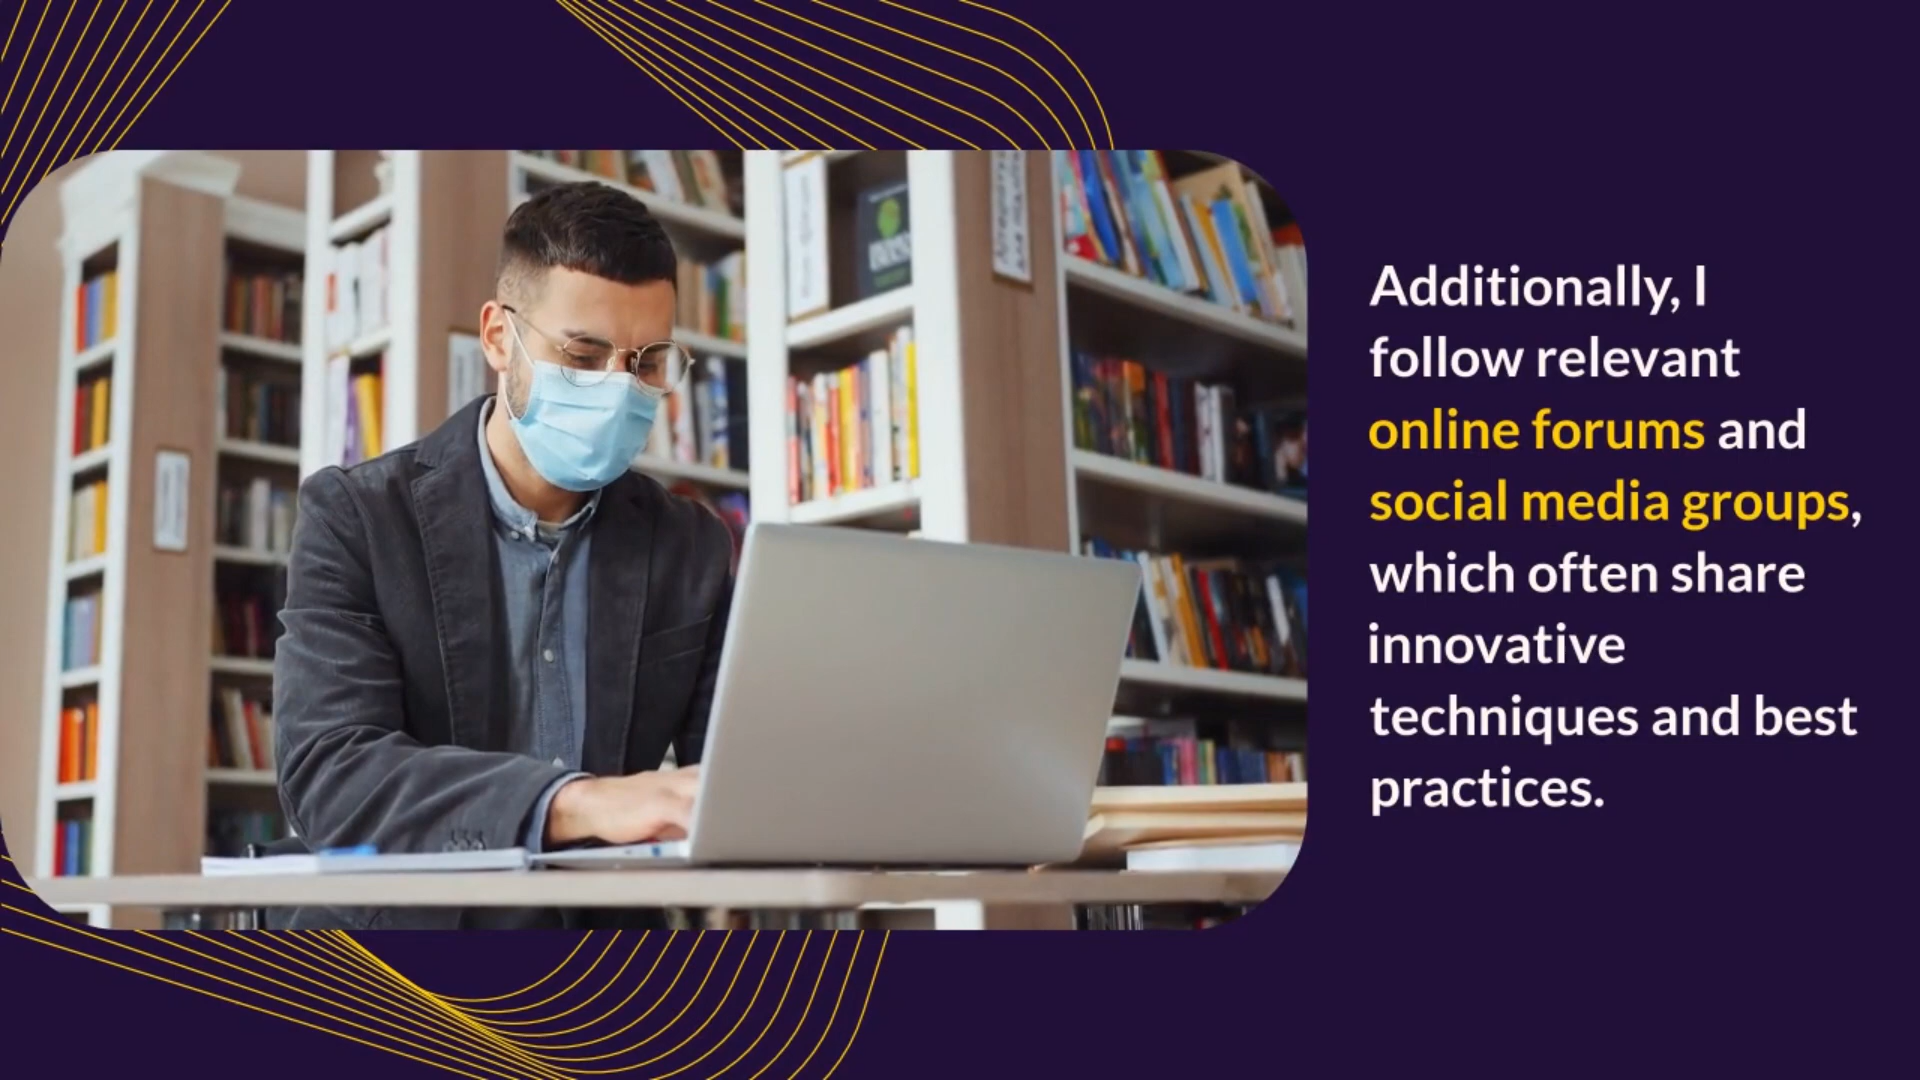 Additionally, I
follow relevant
online forums and
social media groups,
which often share
innovative
techniques and best
practices.